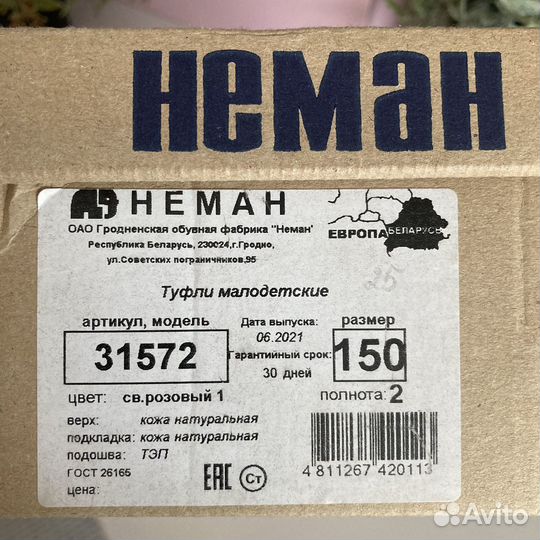 неман
НЕМАН
ОАО Гродненская обувная фабрика "Неман'
Республика Беларусь, 230024,г.Гродно,
ул.Советских пограничников,95
ЕВРОПА БЕЛАРУСЬ
25
Туфли малодетские
артикул, модель
31572
Дата выпуска:
06.2021
Гарантийный срок:
30 дней
размер
150
цвет: св.розовый 1
полнота: 2
верх: кожа натуральная
подкладка: кожа натуральная
подошва: ТЭП
ГОСТ 26165
цена:
EAC
Ст
4 811267 420113
Avito